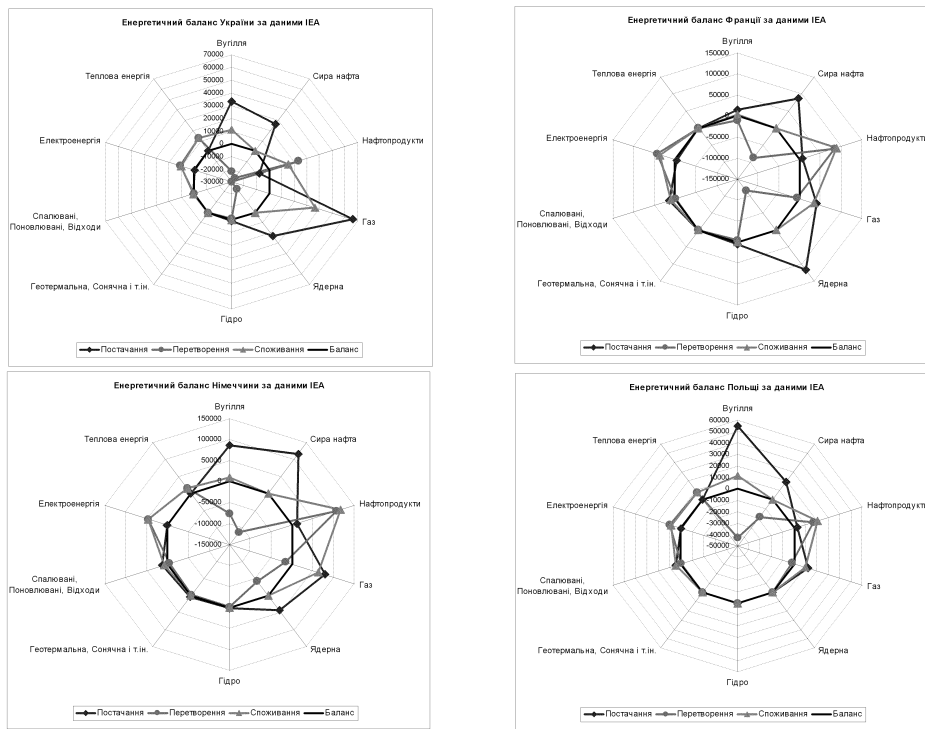 Енергетичний баланс України за даними IEA
Вугілля
70000
60000
50000
40000
30000
20000
10000
0
-10000
-20000
-30000
Сира нафта
Нафтопродукти
Газ
Ядерна
Гідро
Геотермальна, Сонячна і т.ін.
Спалювані,
Поновлювані, Відходи
Електроенергія
Теплова енергія
Постачання Перетворення Споживання Баланс
Енергетичний баланс Франції за даними IEA
Вугілля
150000
100000
50000
0
-50000
-100000
-150000
Сира нафта
Нафтопродукти
Газ
Ядерна
Гідро
Геотермальна, Сонячна і т.ін.
Спалювані,
Поновлювані, Відходи
Електроенергія
Теплова енергія
Постачання Перетворення Споживання Баланс
Енергетичний баланс Німеччини за даними IEA
Вугілля
150000
100000
50000
0
-50000
-100000
-150000
Сира нафта
Нафтопродукти
Газ
Ядерна
Гідро
Геотермальна, Сонячна і т.ін.
Спалювані,
Поновлювані, Відходи
Електроенергія
Теплова енергія
Постачання Перетворення Споживання Баланс
Енергетичний баланс Польщі за даними IEA
Вугілля
60000
50000
40000
30000
20000
10000
0
-10000
-20000
-30000
-40000
-50000
Сира нафта
Нафтопродукти
Газ
Ядерна
Гідро
Геотермальна, Сонячна і т.ін.
Спалювані,
Поновлювані, Відходи
Електроенергія
Теплова енергія
Постачання Перетворення Споживання Баланс